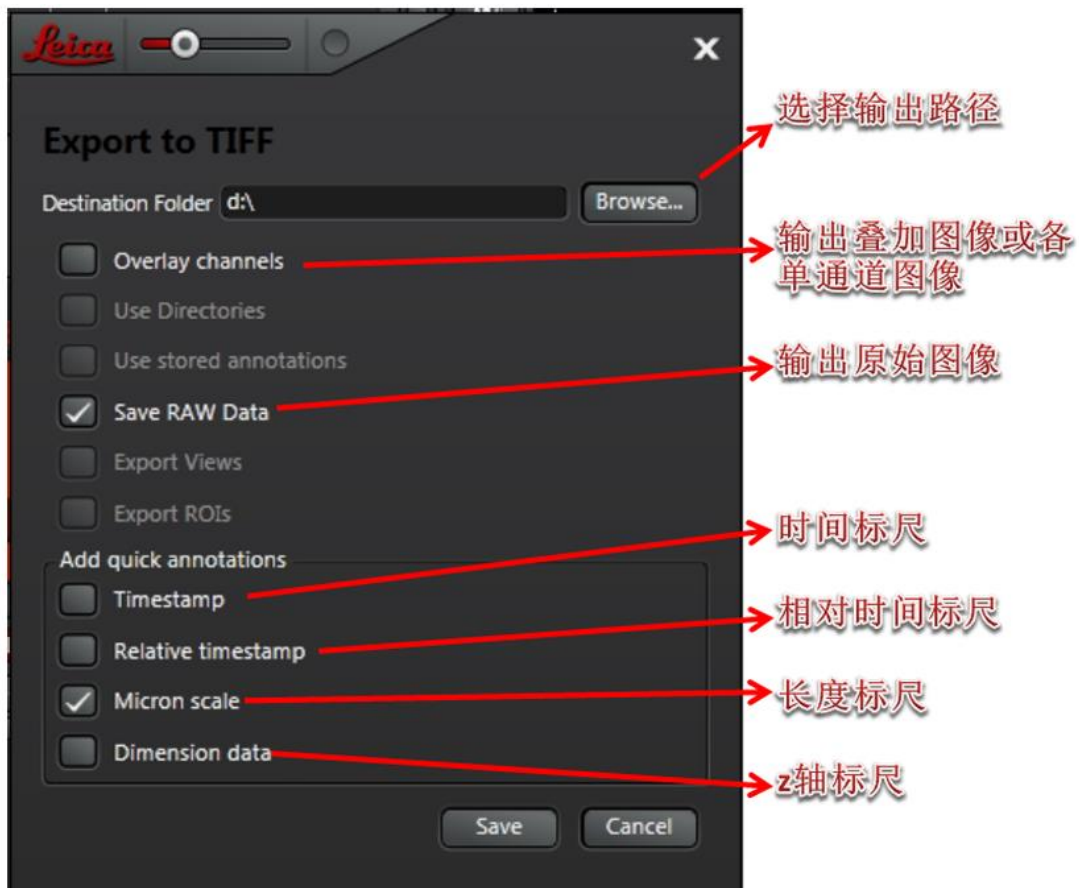 Leica
Export to TIFF
选择输出路径
Destination Folder d:\ Browse...
Overlay channels
输出叠加图像或各
单通道图像
Use Directories
Use stored annotations
输出原始图像
Save RAW Data
Export Views
Export ROIs
时间标尺
Add quick annotations
Timestamp
相对时间标尺
Relative timestamp
Micron scale
长度标尺
Dimension data
z轴标尺
Save Cancel